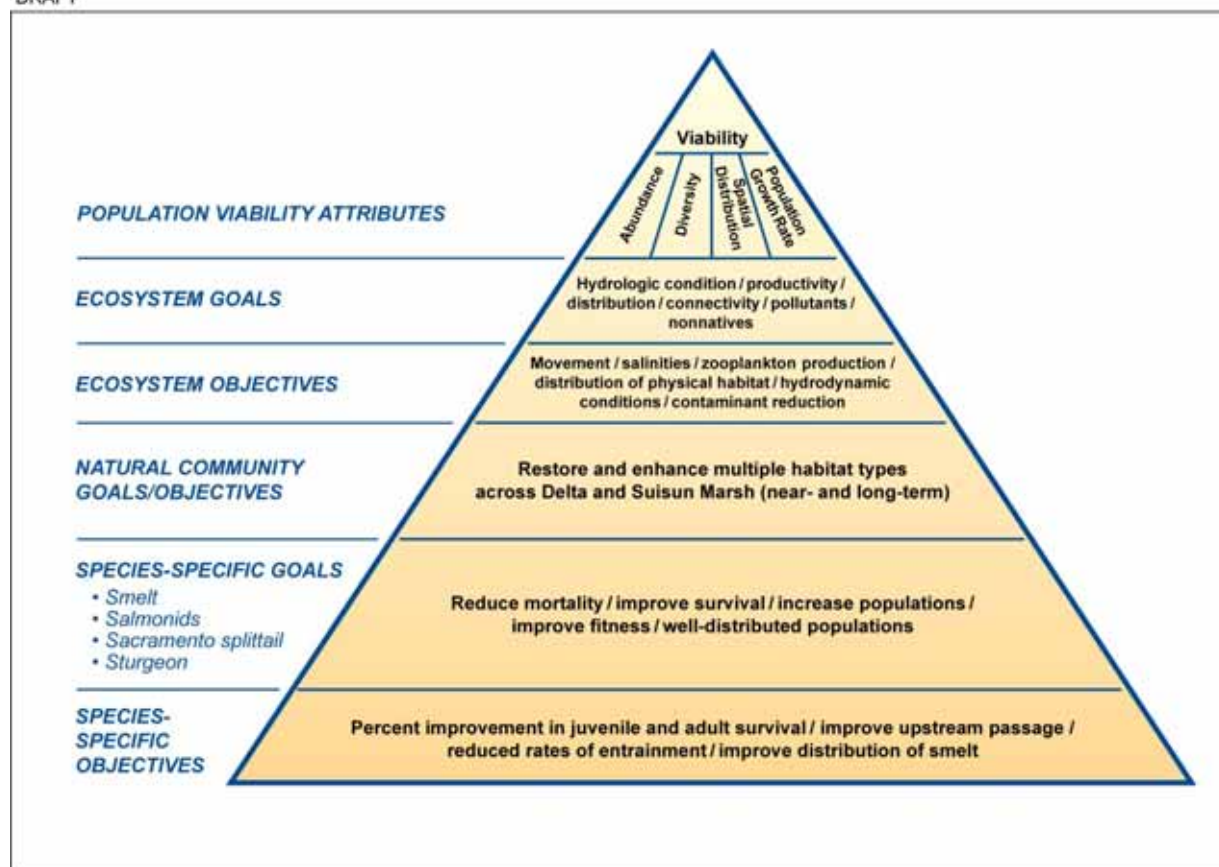 DRAFT
Viability
Abundance
Diversity
Spatial
Distribution
Population
Growth Rate
POPULATION VIABILITY ATTRIBUTES
ECOSYSTEM GOALS
Hydrologic condition / productivity /
distribution / connectivity / pollutants /
nonnatives
ECOSYSTEM OBJECTIVES
Movement / salinities / zooplankton production /
distribution of physical habitat / hydrodynamic
conditions / contaminant reduction
NATURAL COMMUNITY
GOALS/OBJECTIVES
Restore and enhance multiple habitat types
across Delta and Suisun Marsh (near- and long-term)
SPECIES-SPECIFIC GOALS
• Smelt
• Salmonids
• Sacramento splittail
• Sturgeon
Reduce mortality / improve survival / increase populations /
improve fitness / well-distributed populations
SPECIES-
SPECIFIC
OBJECTIVES
Percent improvement in juvenile and adult survival / improve upstream passage /
reduced rates of entrainment / improve distribution of smelt